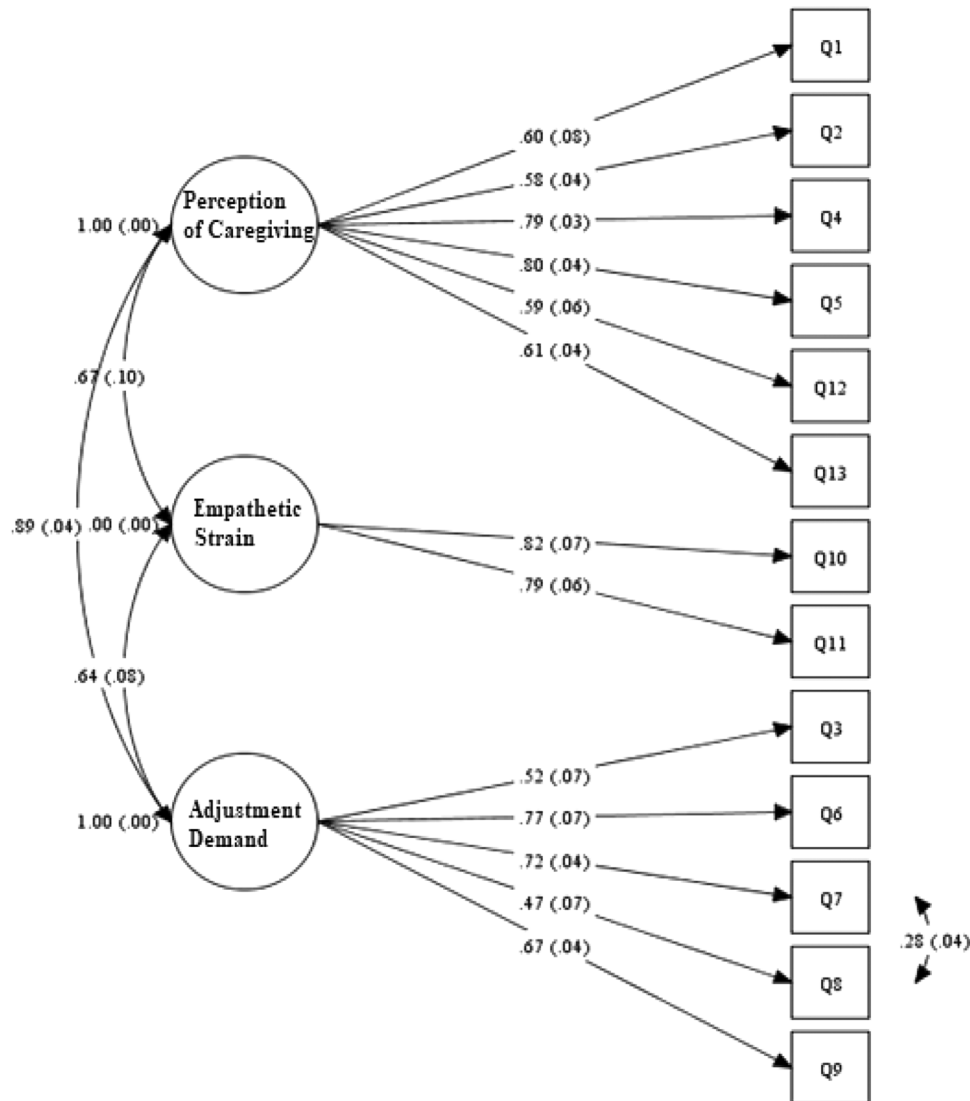 Q1
.60 (.08)
Q2
.58 (.04)
Perception
of Caregiving
1.00 (.00)
Q4
.79 (.03)
.80 (.04)
Q5
.59 (.06)
.61 (.04)
.67 (.10)
Q12
Q13
Empathetic
Strain
.89 (.04)
.00 (.00)
.82 (.07)
Q10
.79 (.06)
Q11
.64 (.08)
Q3
.52 (.07)
Adjustment
Demand
1.00 (.00)
.77 (.07)
Q6
.72 (.04)
Q7
.47 (.07)
.67 (.04)
.28 (.04)
Q8
Q9